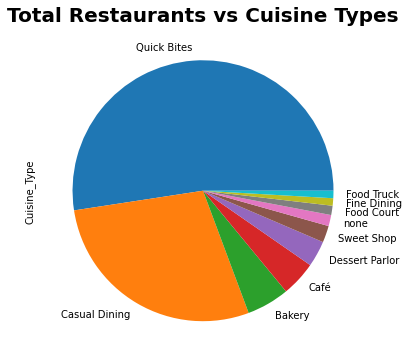 Total Restaurants vs Cuisine Types
Quick Bites
Cuisine_Type
Food Truck
Fine Dining
Food Court
none
Sweet Shop
Dessert Parlor
Café
Bakery
Casual Dining